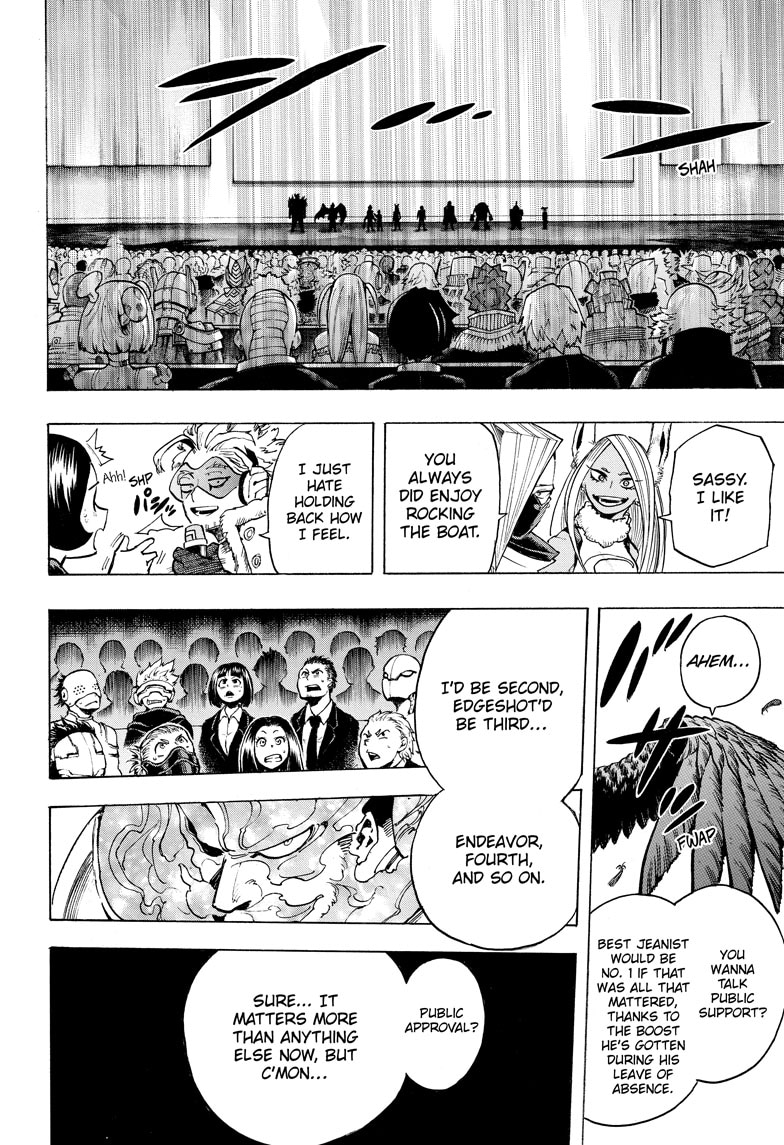 SHAH
SASSY.
I LIKE
IT!
YOU
ALWAYS
DID ENJOY
ROCKING
THE BOAT.
I JUST
HATE
HOLDING
BACK HOW
I FEEL.
SHP
Ahh!
AHEM...
FWAP
YOU
WANNA
TALK
PUBLIC
SUPPORT?
BEST JEANIST
WOULD BE
NO. 1 IF THAT
WAS ALL THAT
MATTERED,
THANKS TO
THE BOOST
HE'S GOTTEN
DURING HIS
LEAVE OF
ABSENCE.
I'D BE SECOND,
EDGESHOT'D
BE THIRD...
ENDEAVOR,
FOURTH,
AND SO ON.
PUBLIC
APPROVAL?
SURE... IT
MATTERS MORE
THAN ANYTHING
ELSE NOW, BUT
C'MON...